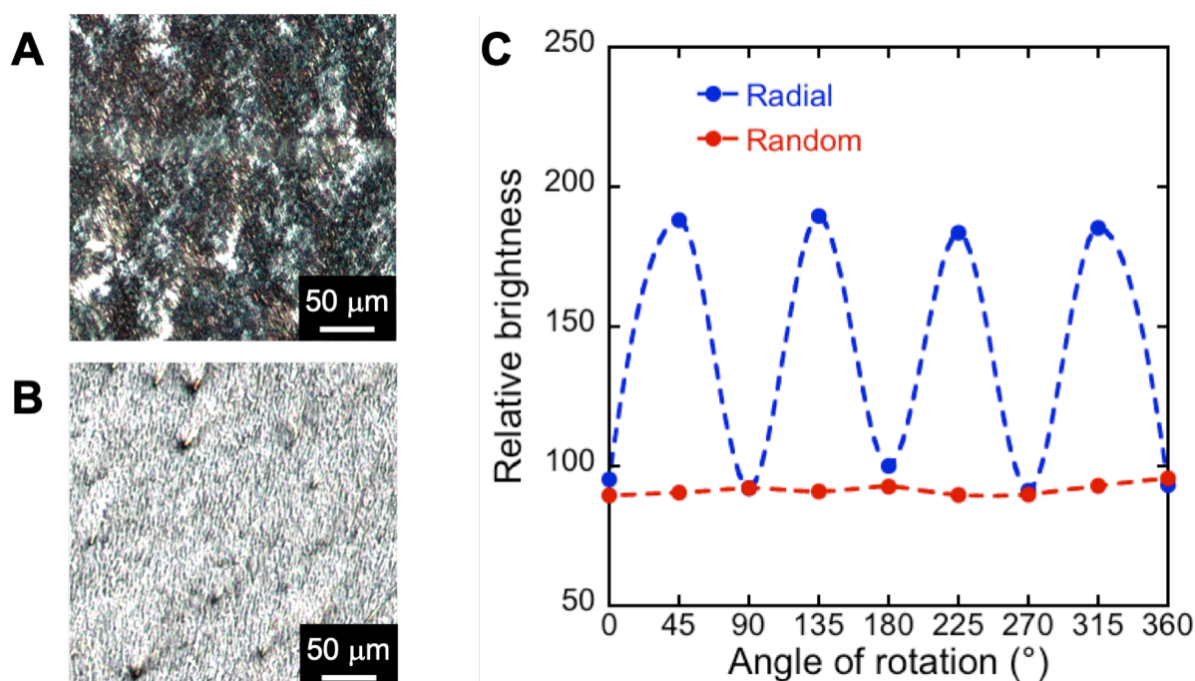 A
50 μm
B
50 μm
C
Relative brightness
250
200
150
100
50
Radial
Random
0 45 90 135 180 225 270 315 360
Angle of rotation (°)